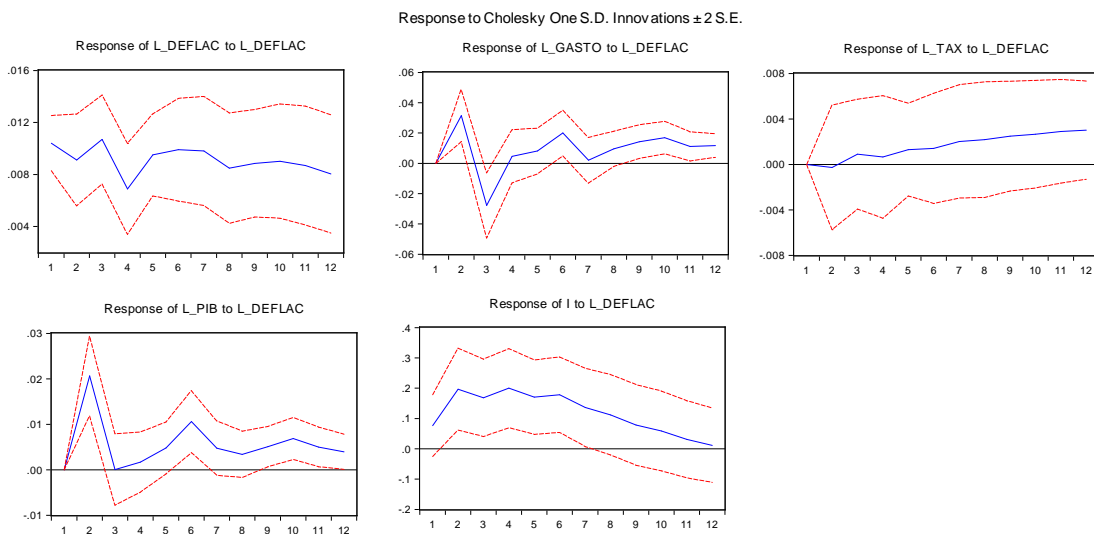 Response to Cholesky One S.D. Innovations ± 2 S.E.
Response of L_DEFLAC to L_DEFLAC
.016
.012
.008
.004
1 2 3 4 5 6 7 8 9 10 11 12
Response of L_GASTO to L_DEFLAC
.06
.04
.02
.00
-.02
-.04
-.06
1 2 3 4 5 6 7 8 9 10 11 12
Response of L_TAX to L_DEFLAC
.008
.004
.000
-.004
-.008
1 2 3 4 5 6 7 8 9 10 11 12
Response of L_PIB to L_DEFLAC
.03
.02
.01
.00
-.01
1 2 3 4 5 6 7 8 9 10 11 12
Response of I to L_DEFLAC
.4
.3
.2
.1
.0
-.1
-.2
1 2 3 4 5 6 7 8 9 10 11 12